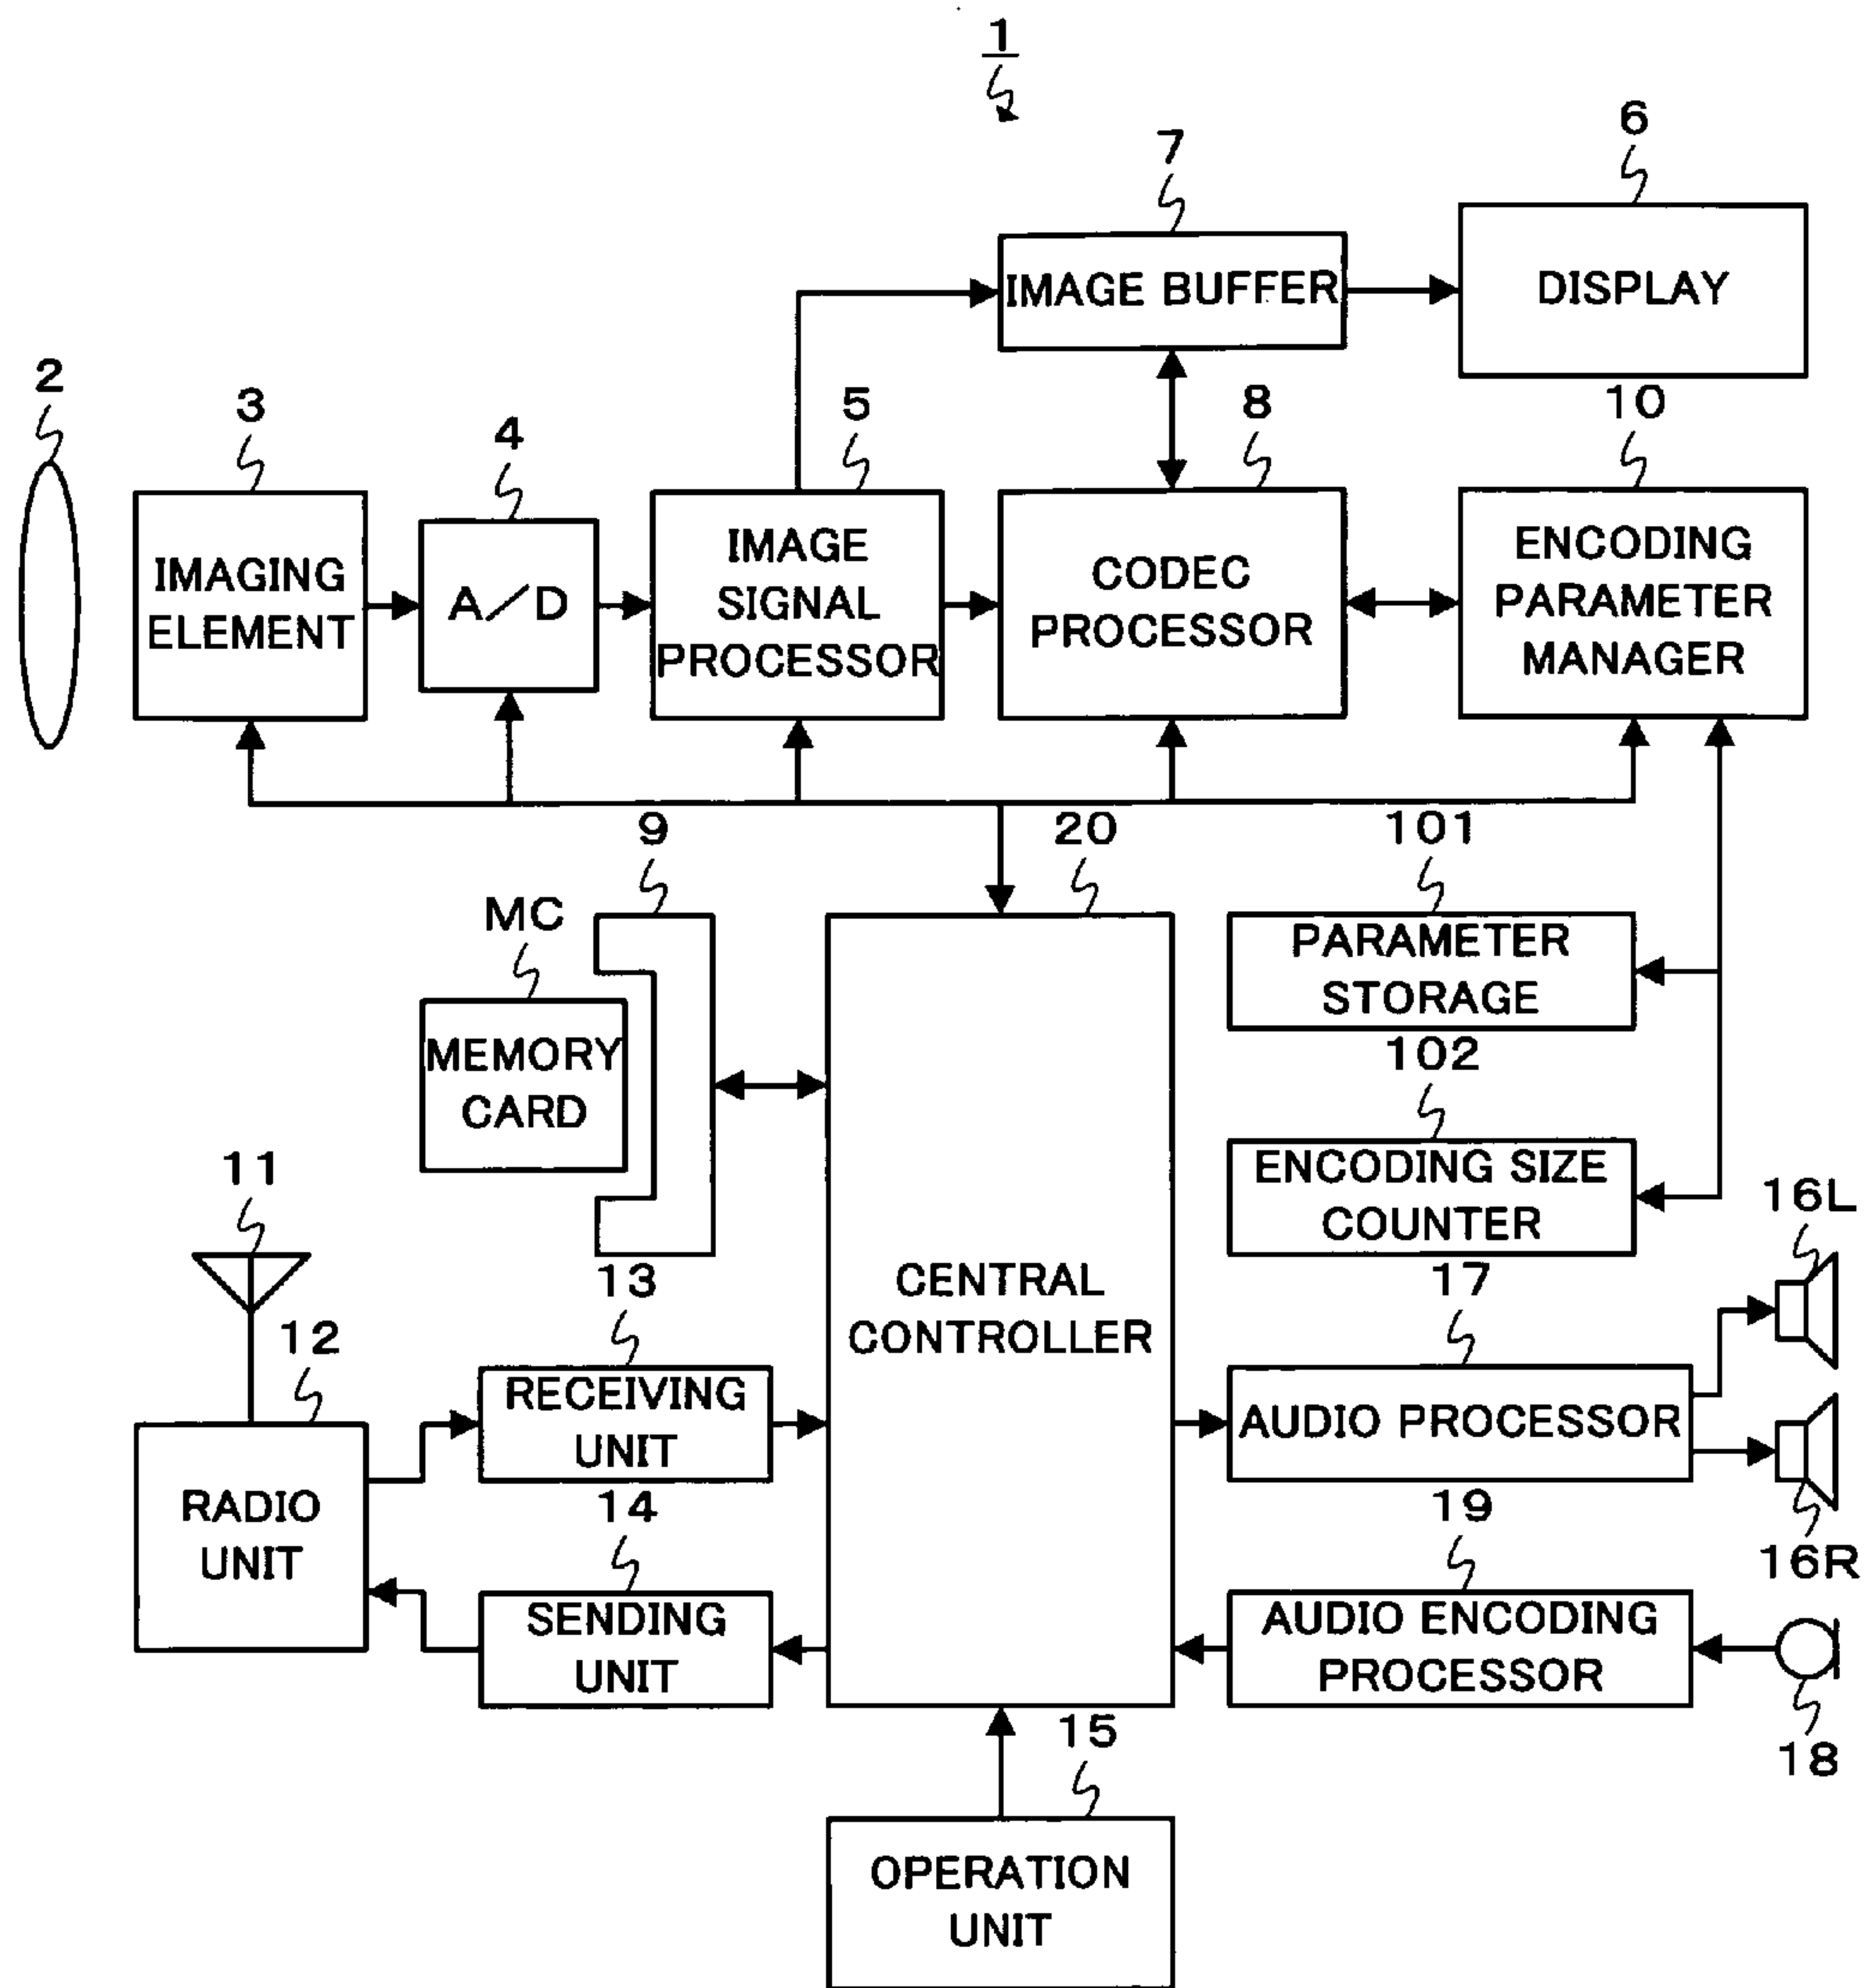 1
6
7
IMAGE BUFFER
DISPLAY
2
3
4
5
8
10
IMAGING
ELEMENT
A/D
IMAGE
SIGNAL
PROCESSOR
CODEC
PROCESSOR
ENCODING
PARAMETER
MANAGER
9
20
101
MC
MEMORY
CARD
PARAMETER
STORAGE
102
ENCODING SIZE
COUNTER
11
12
13
CENTRAL
CONTROLLER
17
16L
RECEIVING
UNIT
AUDIO PROCESSOR
RADIO
UNIT
14
19
16R
SENDING
UNIT
AUDIO ENCODING
PROCESSOR
18
15
OPERATION
UNIT